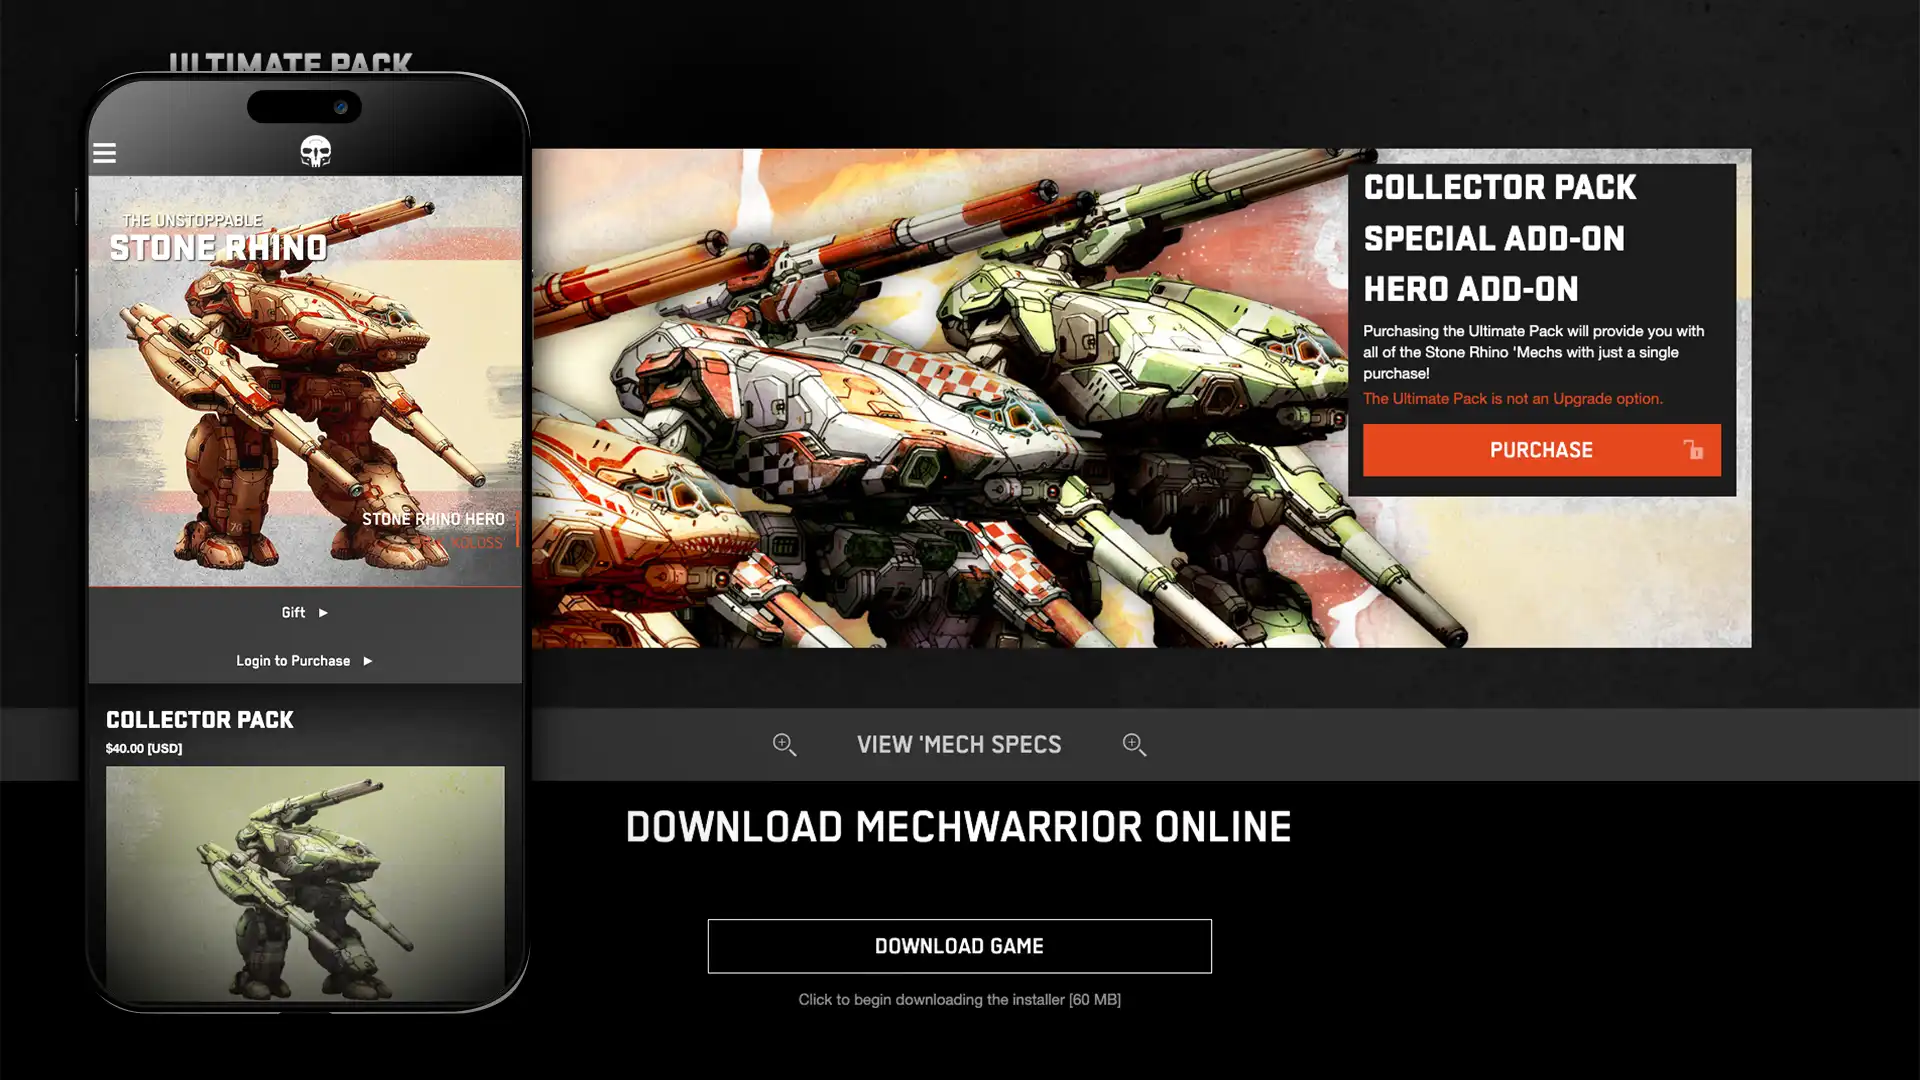 ULTIMATE PACK
THE UNSTOPPABLE
STONE RHINO
STONE RHINO HERO
KOLOSS
Gift
Login to Purchase
COLLECTOR PACK
$40.00 [USD]
COLLECTOR PACK
SPECIAL ADD-ON
HERO ADD-ON
Purchasing the Ultimate Pack will provide you with
all of the Stone Rhino 'Mechs with just a single
purchase!
The Ultimate Pack is not an Upgrade option.
PURCHASE
VIEW 'MECH SPECS
DOWNLOAD MECHWARRIOR ONLINE
DOWNLOAD GAME
Click to begin downloading the installer [60 MB]